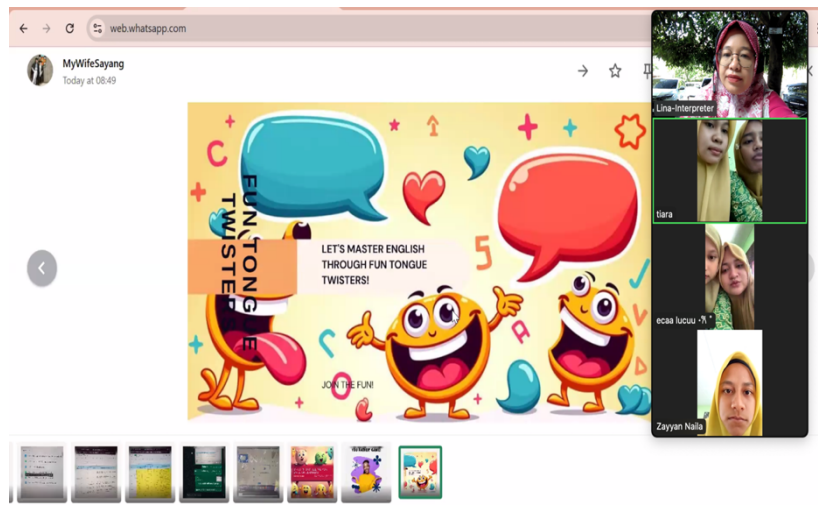 web.whatsapp.com
MyWifeSayang
Today at 08:49
FUN TONGUE
TWISTERS
LET'S MASTER ENGLISH
THROUGH FUN TONGUE
TWISTERS!
JOIN THE FUN!
Lina-Interpreter
tiara
ecaa lucuu
Zayyan Naila